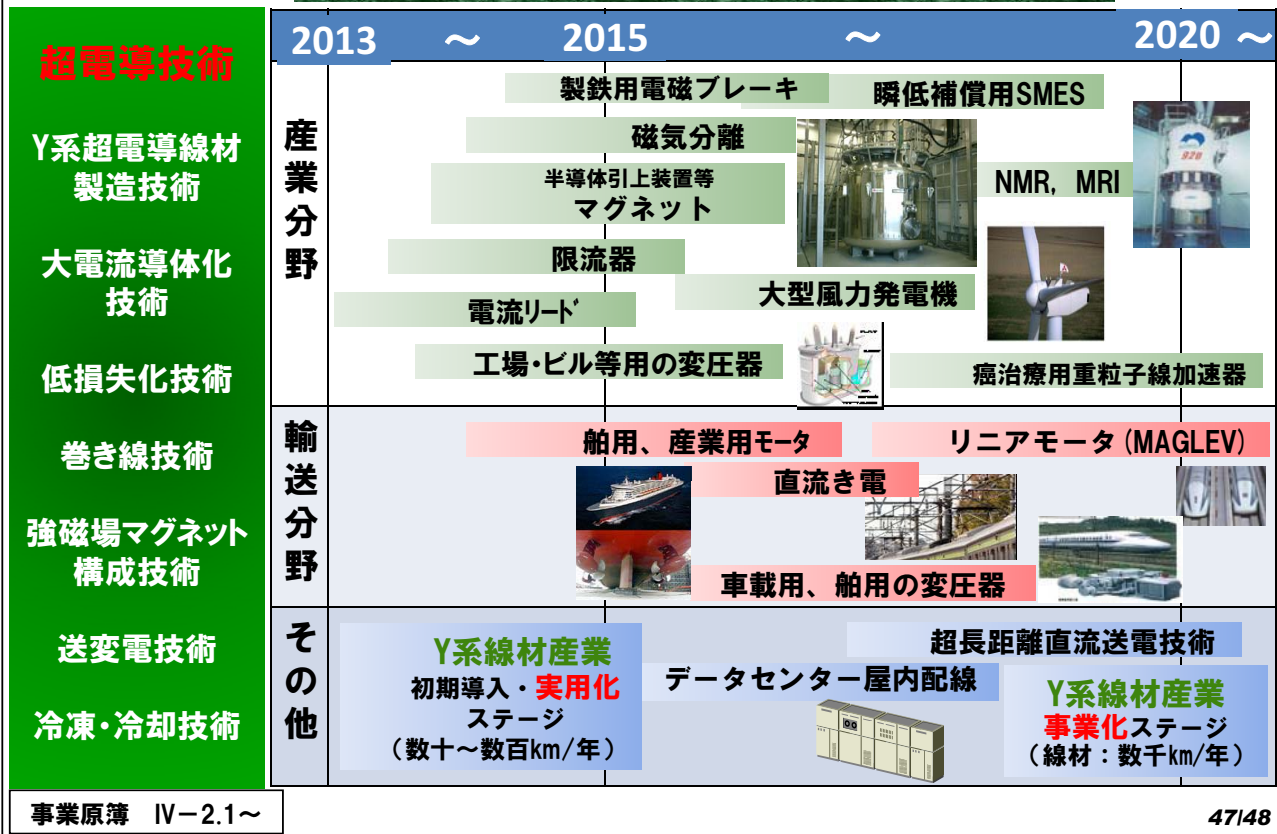 超電導技術
Y系超電導線材
製造技術
大電流導体化
技術
低損失化技術
巻き線技術
強磁場マグネット
構成技術
送変電技術
冷凍・冷却技術
2013 ～ 2015 ～ 2020 ～
産業分野
製鉄用電磁ブレーキ
瞬低補償用SMES
磁気分離
半導体引上装置等
マグネット
NMR, MRI
920
限流器
大型風力発電機
電流リード
工場・ビル等用の変圧器
癌治療用重粒子線加速器
輸送分野
舶用、産業用モータ
リニアモータ(MAGLEV)
直流き電
車載用、舶用の変圧器
その他
超長距離直流送電技術
Y系線材産業
初期導入・実用化
ステージ
（数十～数百km/年）
データセンター屋内配線
Y系線材産業
事業化ステージ
（線材：数千km/年）
事業原簿 Ⅳ－2.1～
47/48